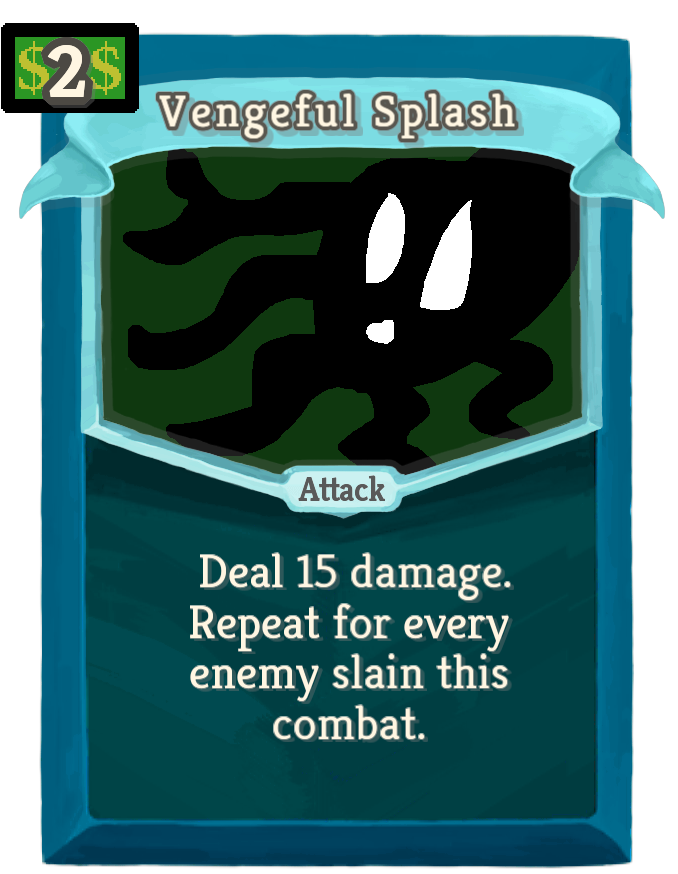 $2$
Vengeful Splash
Attack
Deal 15 damage.
Repeat for every
enemy slain this
combat.